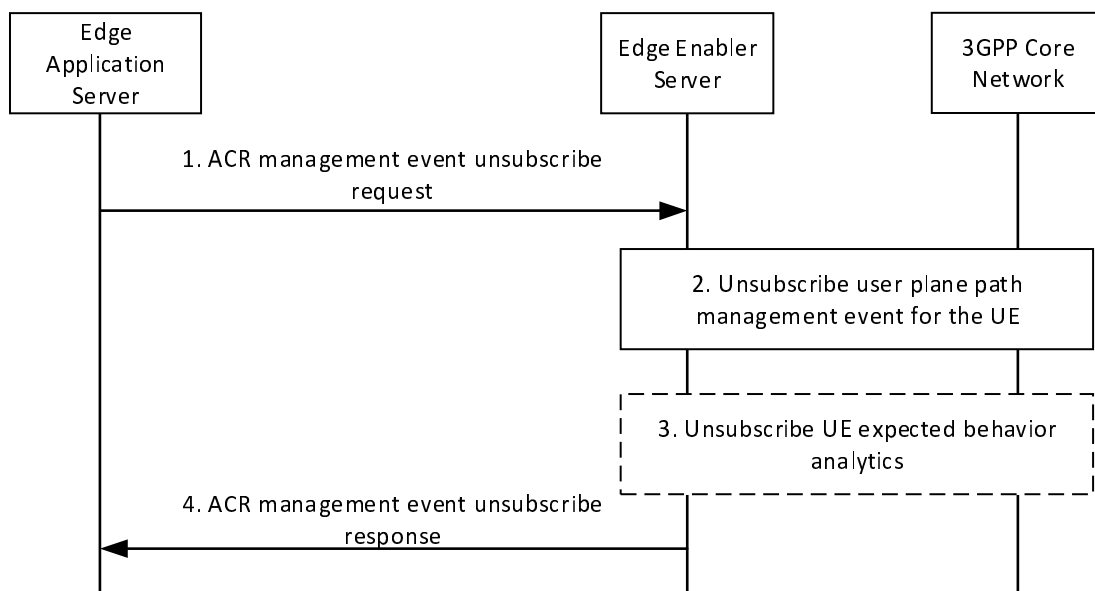 Edge
Application
Server
Edge Enabler
Server
3GPP Core
Network
1. ACR management event unsubscribe
request
2. Unsubscribe user plane path
management event for the UE
3. Unsubscribe UE expected behavior
analytics
4. ACR management event unsubscribe
response